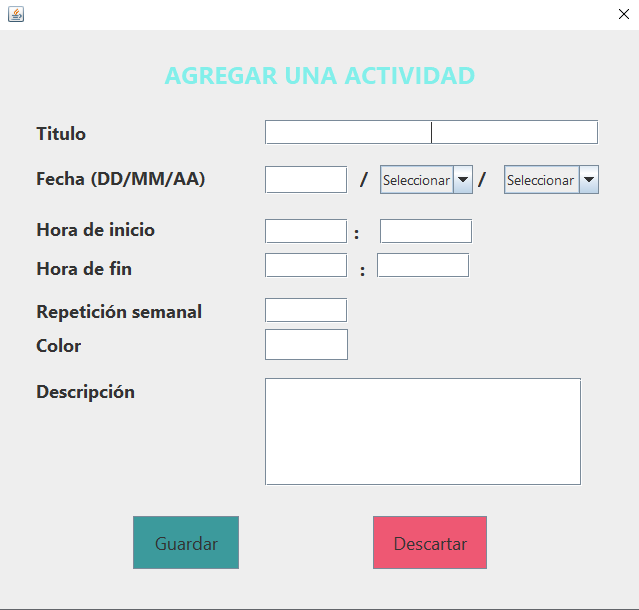 AGREGAR UNA ACTIVIDAD
Titulo
Fecha (DD/MM/AA) / Seleccionar / Seleccionar
Hora de inicio :
Hora de fin :
Repetición semanal
Color
Descripción
Guardar Descartar